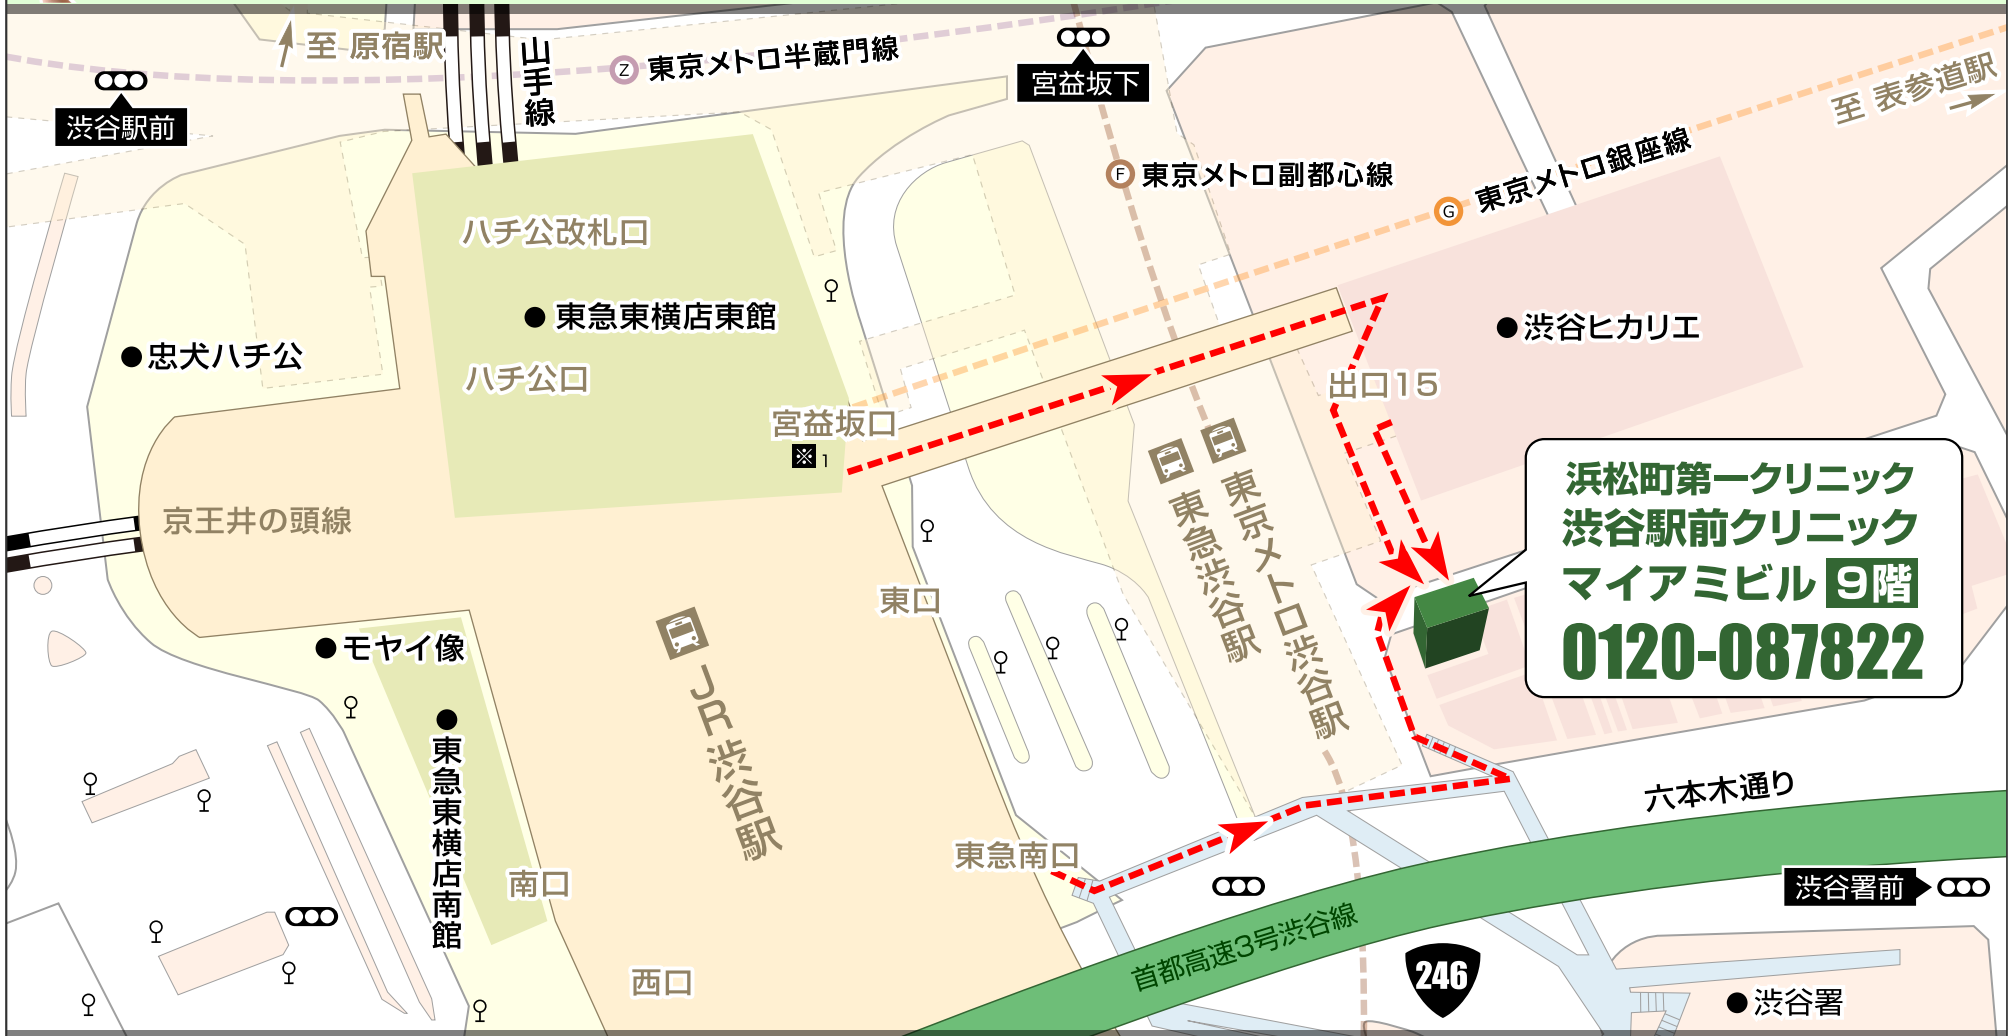 至 原宿駅
山手線
Z 東京メトロ半蔵門線
宮益坂下
渋谷駅前
至 表参道駅
F 東京メトロ副都心線
G 東京メトロ銀座線
ハチ公改札口
東急東横店東館
忠犬ハチ公
ハチ公口
宮益坂口
※1
渋谷ヒカリエ
出口15
京王井の頭線
浜松町第一クリニック
渋谷駅前クリニック
マイアミビル 9階
0120-087822
東急渋谷駅
東京メトロ渋谷駅
東口
モヤイ像
JR渋谷駅
東急東横店南館
南口
東急南口
西口
六本木通り
首都高速3号渋谷線
渋谷署前
246
渋谷署